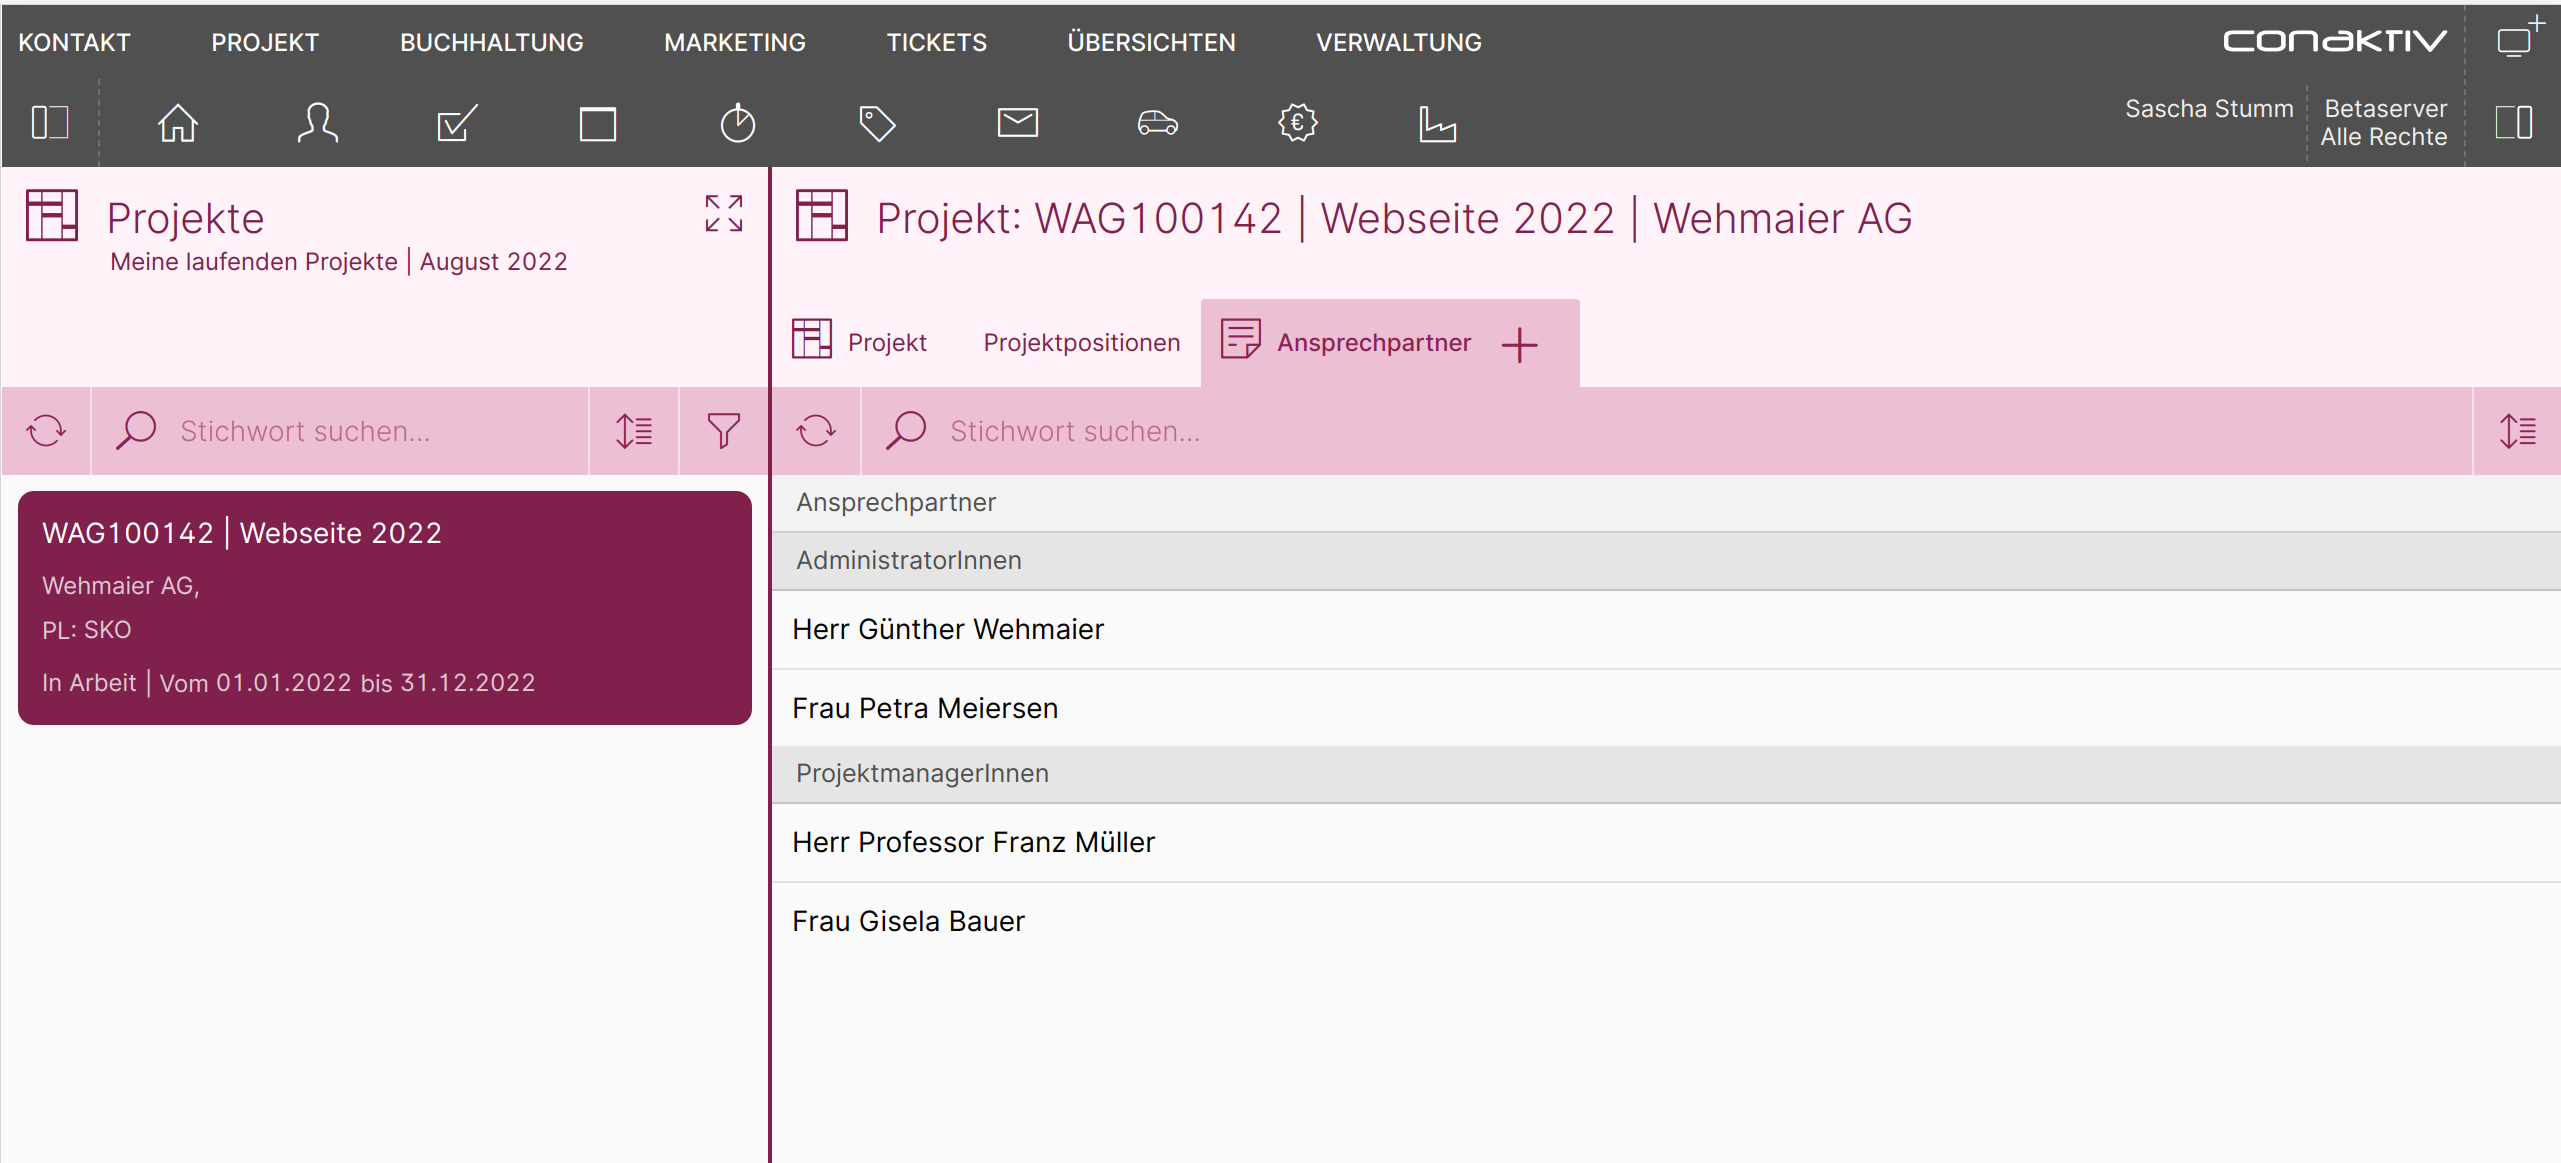 KONTAKT PROJEKT BUCHHALTUNG MARKETING TICKETS ÜBERSICHTEN VERWALTUNG conaktiv
Sascha Stumm Betaserver
Alle Rechte
Projekte
Meine laufenden Projekte | August 2022
Stichwort suchen...
WAG100142 | Webseite 2022
Wehmaier AG,
PL: SKO
In Arbeit | Vom 01.01.2022 bis 31.12.2022
Projekt: WAG100142 | Webseite 2022 | Wehmaier AG
Projekt Projektpositionen Ansprechpartner
Stichwort suchen...
Ansprechpartner
AdministratorInnen
Herr Günther Wehmaier
Frau Petra Meiersen
ProjektmanagerInnen
Herr Professor Franz Müller
Frau Gisela Bauer